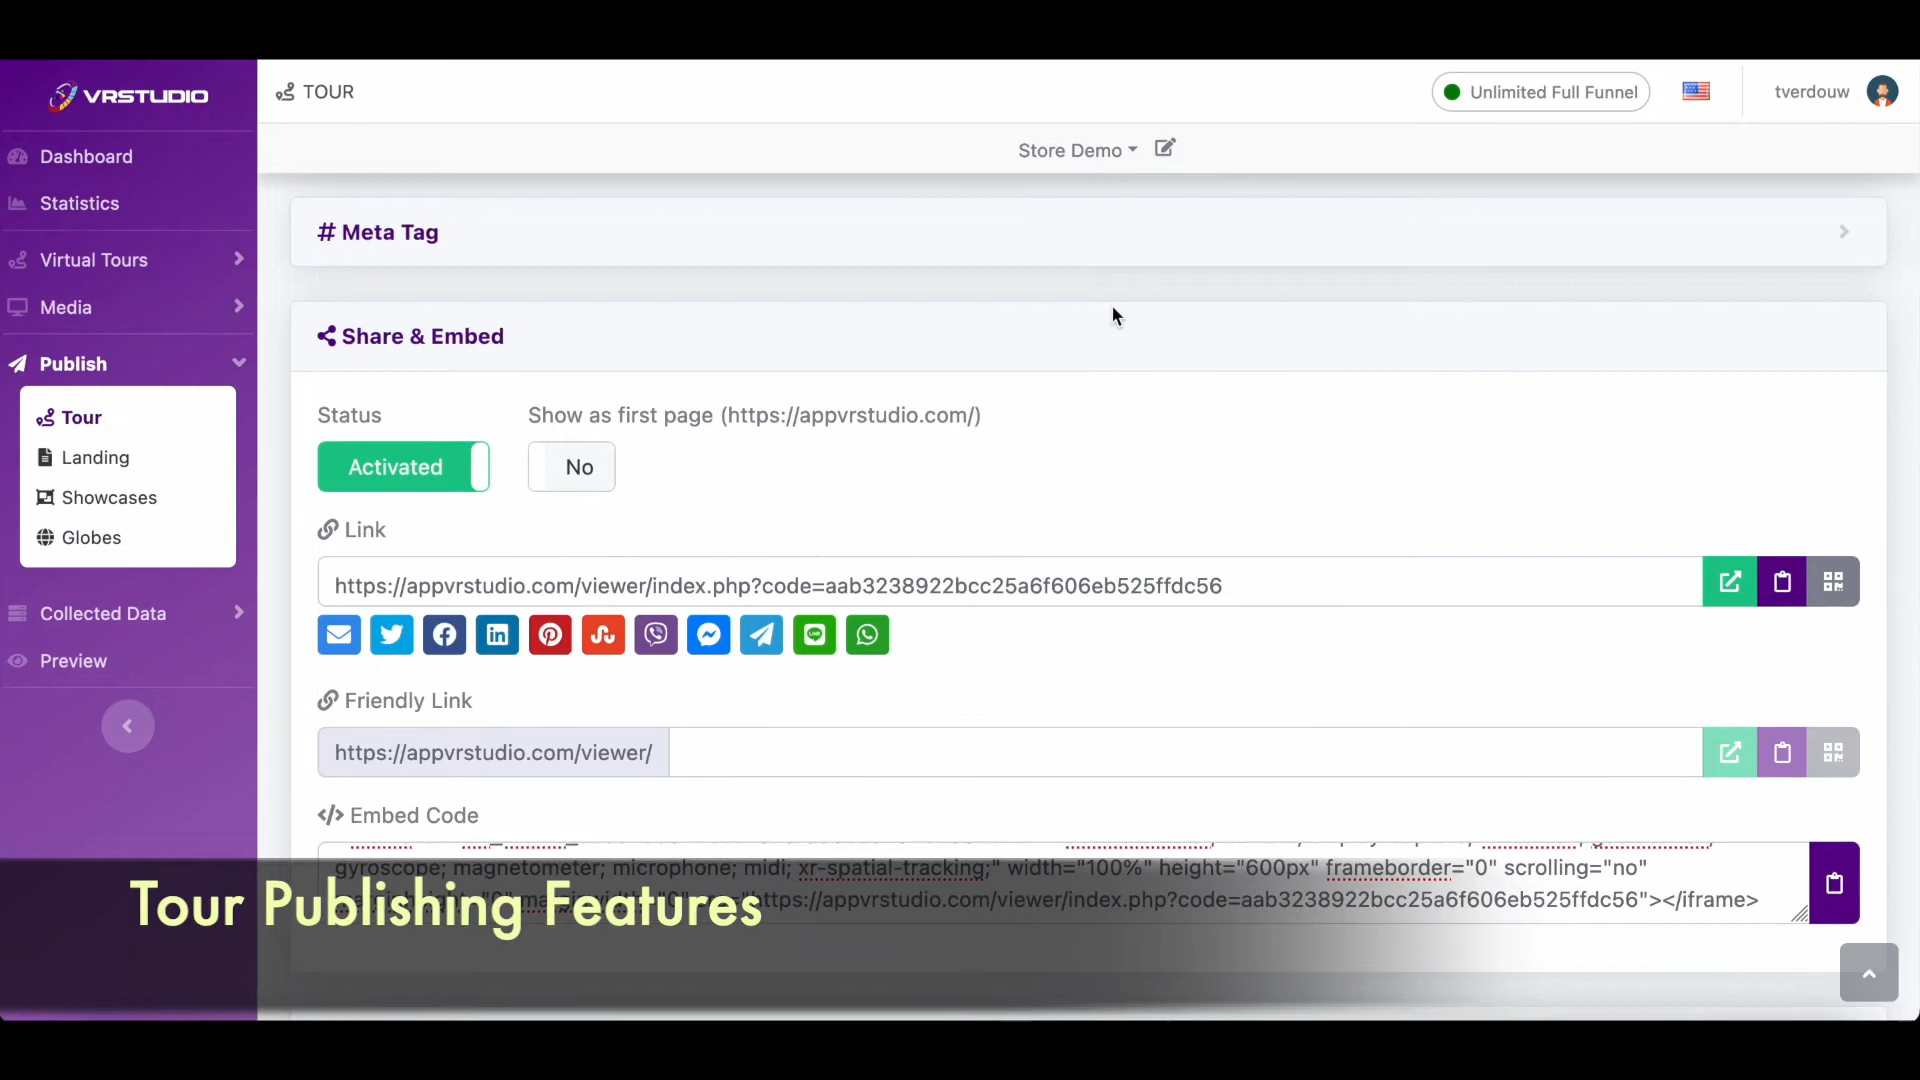 VRSTUDIO
TOUR
Unlimited Full Funnel
tverdouw
Store Demo
Dashboard
Statistics
Virtual Tours
Media
Publish
Tour
Landing
Showcases
Globes
Collected Data
Preview
# Meta Tag
Share & Embed
Status
Show as first page (https://appvrstudio.com/)
Activated
No
Link
https://appvrstudio.com/viewer/index.php?code=aab3238922bcc25a6f606eb525ffdc56
Friendly Link
https://appvrstudio.com/viewer/
</> Embed Code
gyroscope; magnetometer; microphone; midi; xr-spatial-tracking;" width="100%" height="600px" frameborder="0" scrolling="no"
https://appvrstudio.com/viewer/index.php?code=aab3238922bcc25a6f606eb525ffdc56"></iframe>
Tour Publishing Features